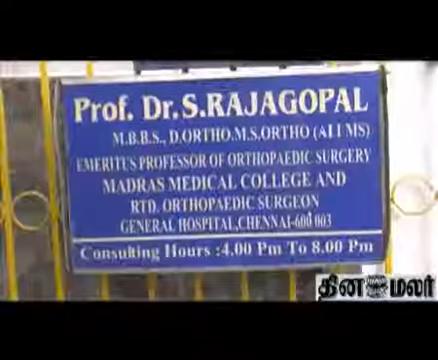 Prof. Dr.S.RAJAGOPAL
M.B.B.S., D.ORTHO.M.S.ORTHO (AIIMS)
EMERITUS PROFESSOR OF ORTHOPAEDIC SURGERY
MADRAS MEDICAL COLLEGE AND
RTD. ORTHOPAEDIC SURGEON
GENERAL HOSPITAL,CHENNAI-600 003
Consulting Hours :4.00 Pm To 8.00 Pm
தினமலர்